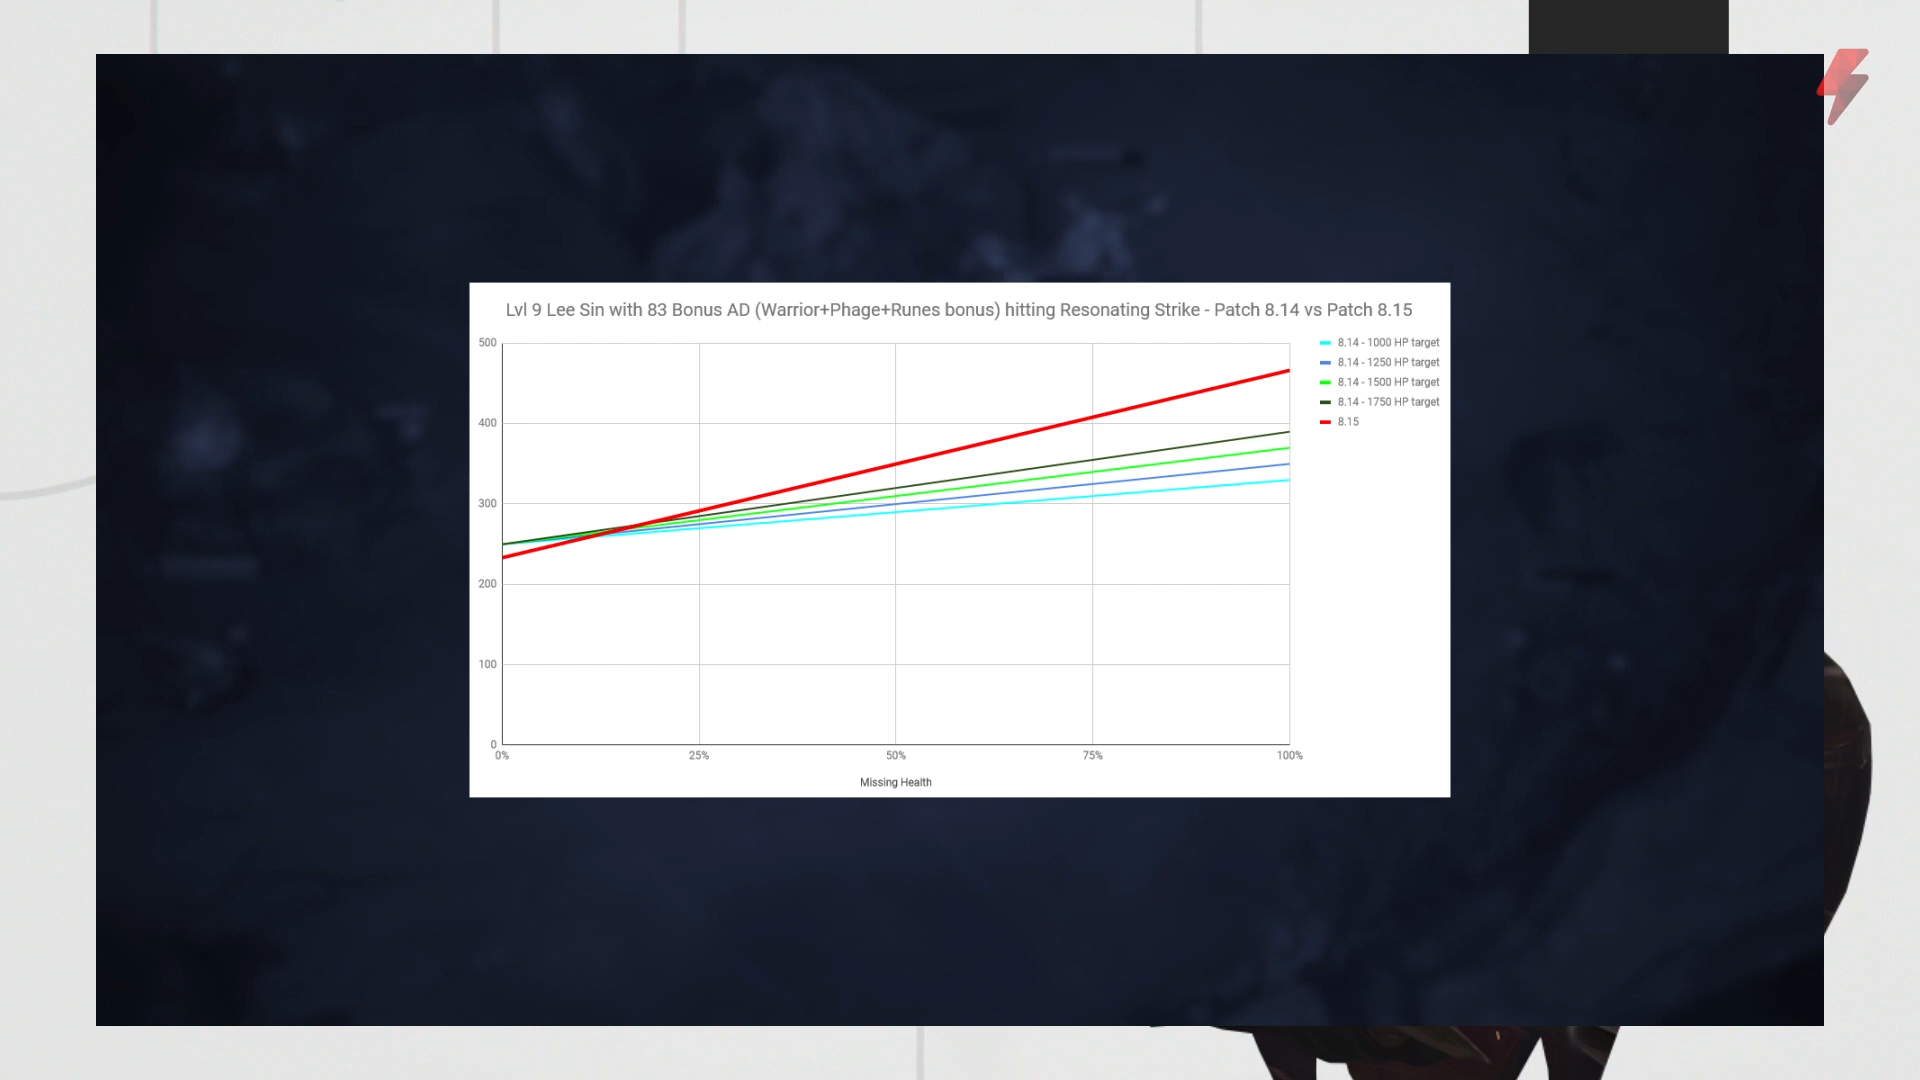 Lvl 9 Lee Sin with 83 Bonus AD (Warrior+Phage+Runes bonus) hitting Resonating Strike - Patch 8.14 vs Patch 8.15
500
400
300
200
100
0
0% 25% 50% 75% 100%
Missing Health
8.14 - 1000 HP target
8.14 - 1250 HP target
8.14 - 1500 HP target
8.14 - 1750 HP target
8.15